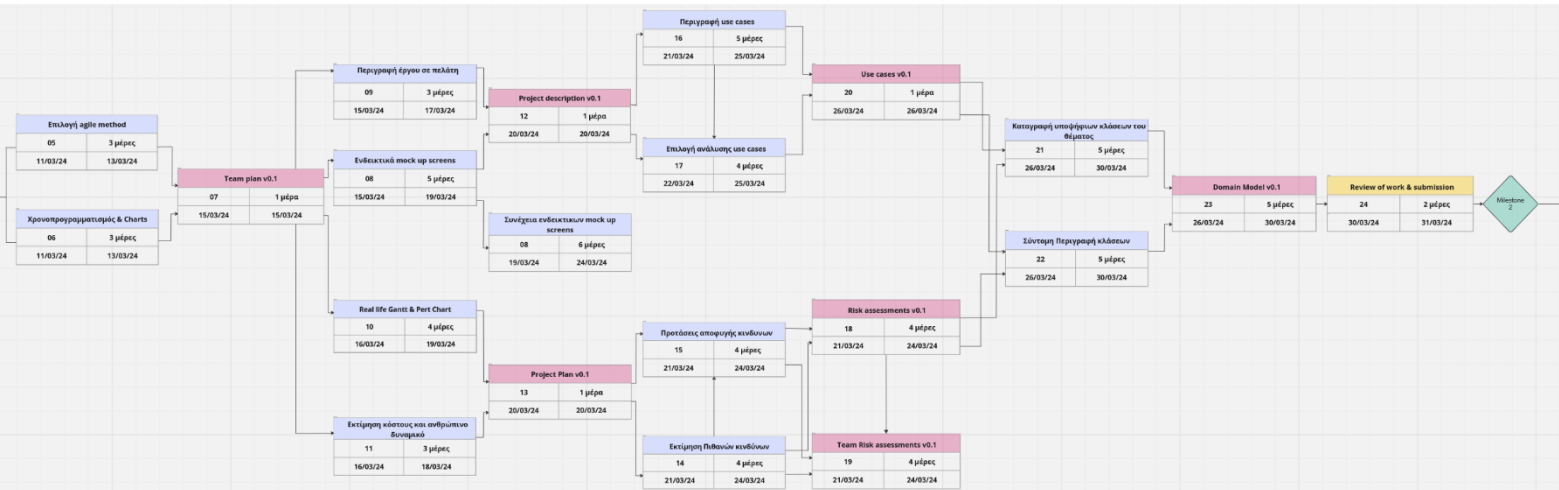 Επιλογή agile method
05 3 μέρες
11/03/24 13/03/24
Χρονοπρογραμματισμός & Charts
06 3 μέρες
11/03/24 13/03/24
Team plan v0.1
07 1 μέρα
15/03/24 15/03/24
Περιγραφή έργου σε πελάτη
09 3 μέρες
15/03/24 17/03/24
Ενδεικτικά mock up screens
08 5 μέρες
15/03/24 19/03/24
Real life Gantt & Pert Chart
10 4 μέρες
16/03/24 19/03/24
Εκτίμηση κόστους και ανθρώπινο
δυναμικό
11 3 μέρες
16/03/24 18/03/24
Project description v0.1
12 1 μέρα
20/03/24 20/03/24
Συνέχεια ενδεικτικων mock up
screens
08 6 μέρες
19/03/24 24/03/24
Project Plan v0.1
13 1 μέρα
20/03/24 20/03/24
Περιγραφή use cases
16 5 μέρες
21/03/24 25/03/24
Επιλογή ανάλυσης use cases
17 4 μέρες
22/03/24 25/03/24
Προτάσεις αποφυγής κινδυνων
15 4 μέρες
21/03/24 24/03/24
Εκτίμηση Πιθανών κινδύνων
14 4 μέρες
21/03/24 24/03/24
Use cases v0.1
20 1 μέρα
26/03/24 26/03/24
Risk assessments v0.1
18 4 μέρες
21/03/24 24/03/24
Team Risk assessments v0.1
19 4 μέρες
21/03/24 24/03/24
Καταγραφή υποψήφιων κλάσεων του
θέματος
21 5 μέρες
26/03/24 30/03/24
Σύντομη Περιγραφή κλάσεων
22 5 μέρες
26/03/24 30/03/24
Domain Model v0.1
23 5 μέρες
26/03/24 30/03/24
Review of work & submission
24 2 μέρες
30/03/24 31/03/24
Milestone
2